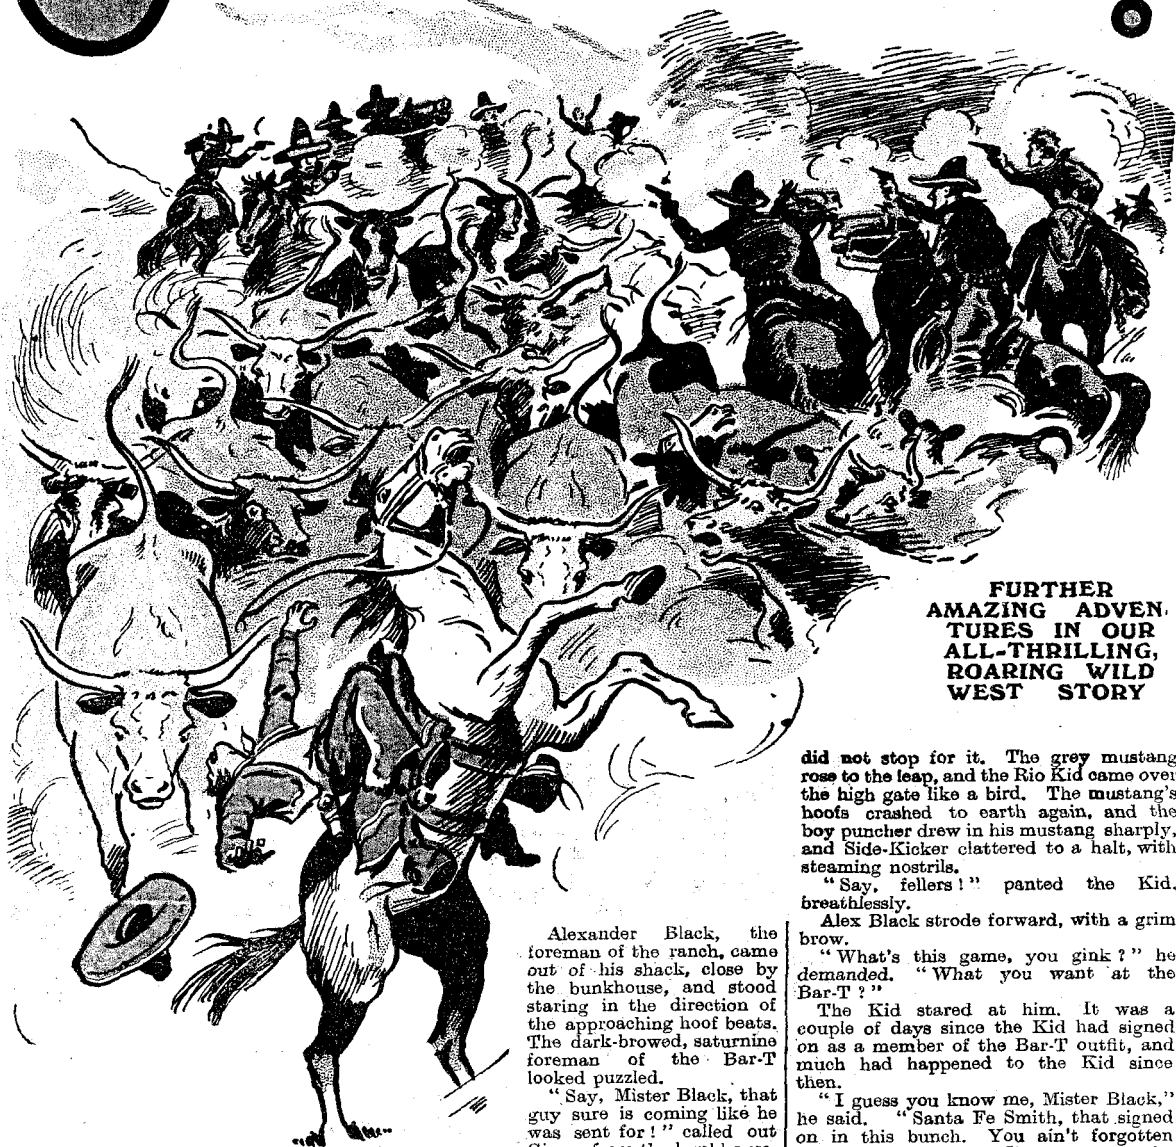 FURTHER
AMAZING ADVEN-
TURES IN OUR
ALL-THRILLING,
ROARING WILD
WEST STORY
Alexander Black, the
foreman of the ranch, came
out of his shack, close by
the bunkhouse, and stood
staring in the direction of
the approaching hoof beats.
The dark-browed, saturnine
foreman of the Bar-T
looked puzzled.
"Say, Mister Black, that
guy sure is coming like he
was sent for!" called out
did not stop for it. The grey mustang
rose to the leap, and the Rio Kid came over
the high gate like a bird. The mustang's
hoofs crashed to earth again, and the
boy puncher drew in his mustang sharply,
and Side-Kicker clattered to a halt, with
steaming nostrils.
"Say, fellers!" panted the Kid,
breathlessly.
Alex Black strode forward, with a grim
brow.
"What's this game, you gink?" he
demanded. "What you want at the
Bar-T?"
The Kid stared at him. It was a
couple of days since the Kid had signed
on as a member of the Bar-T outfit, and
much had happened to the Kid since
then.
"I guess you know me, Mister Black,"
he said. "Santa Fe Smith, that signed
on in this bunch. You ain't forgotten